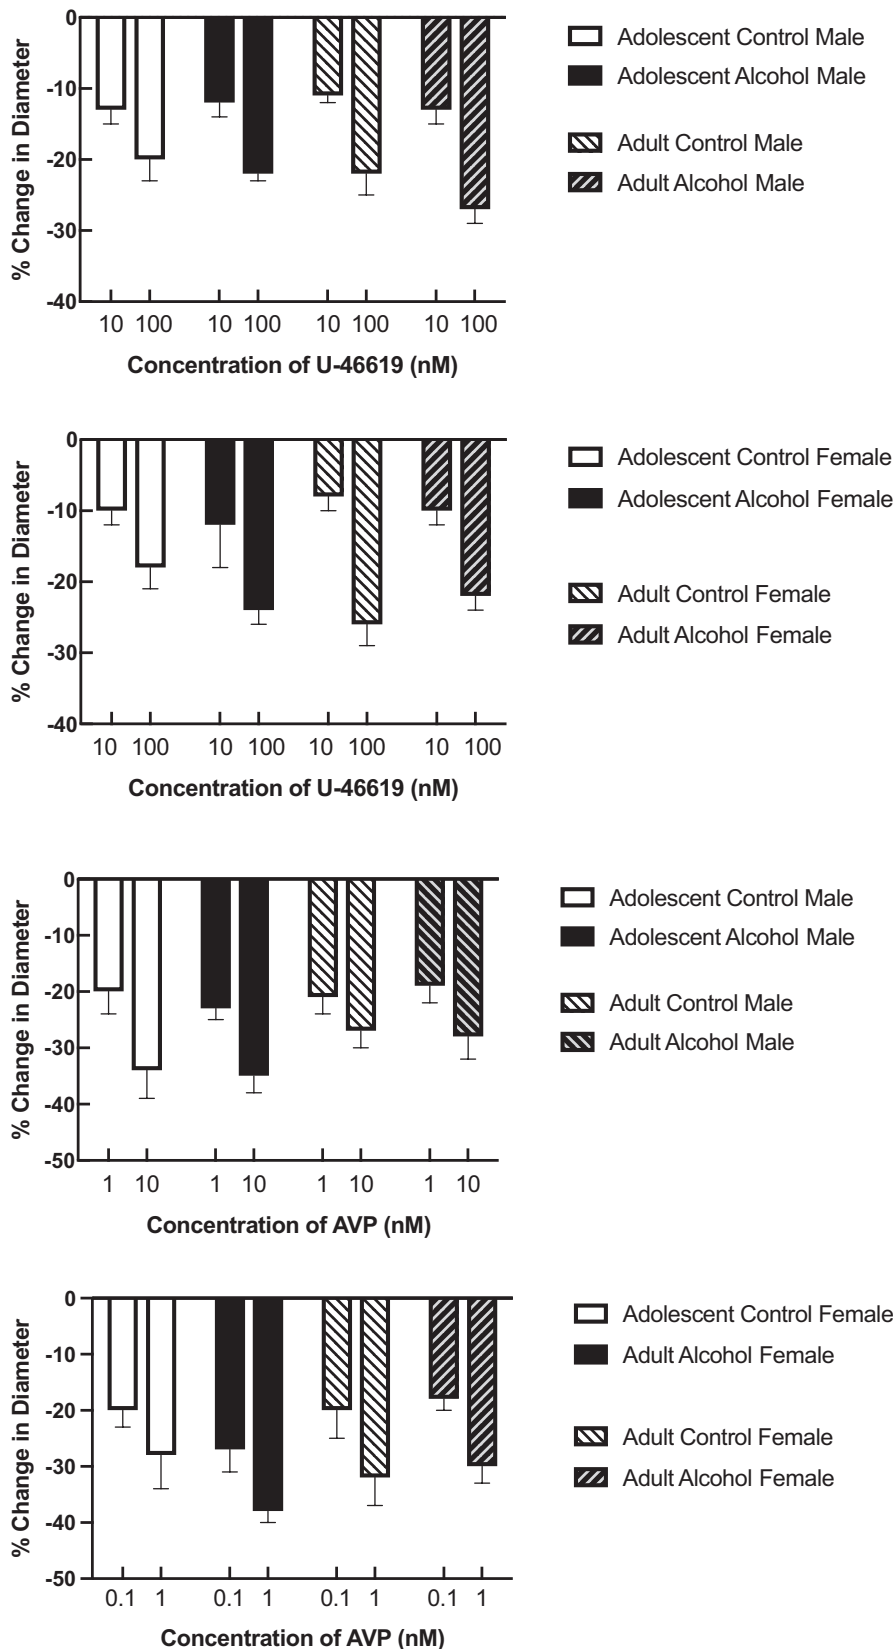 % Change in Diameter
0
-10
-20
-30
-40
10 100 10 100 10 100 10 100
Concentration of U-46619 (nM)
Adolescent Control Male
Adolescent Alcohol Male
Adult Control Male
Adult Alcohol Male
% Change in Diameter
0
-10
-20
-30
-40
10 100 10 100 10 100 10 100
Concentration of U-46619 (nM)
Adolescent Control Female
Adolescent Alcohol Female
Adult Control Female
Adult Alcohol Female
% Change in Diameter
0
-10
-20
-30
-40
-50
1 10 1 10 1 10 1 10
Concentration of AVP (nM)
Adolescent Control Male
Adolescent Alcohol Male
Adult Control Male
Adult Alcohol Male
% Change in Diameter
0
-10
-20
-30
-40
-50
0.1 1 0.1 1 0.1 1 0.1 1
Concentration of AVP (nM)
Adolescent Control Female
Adult Alcohol Female
Adult Control Female
Adult Alcohol Female